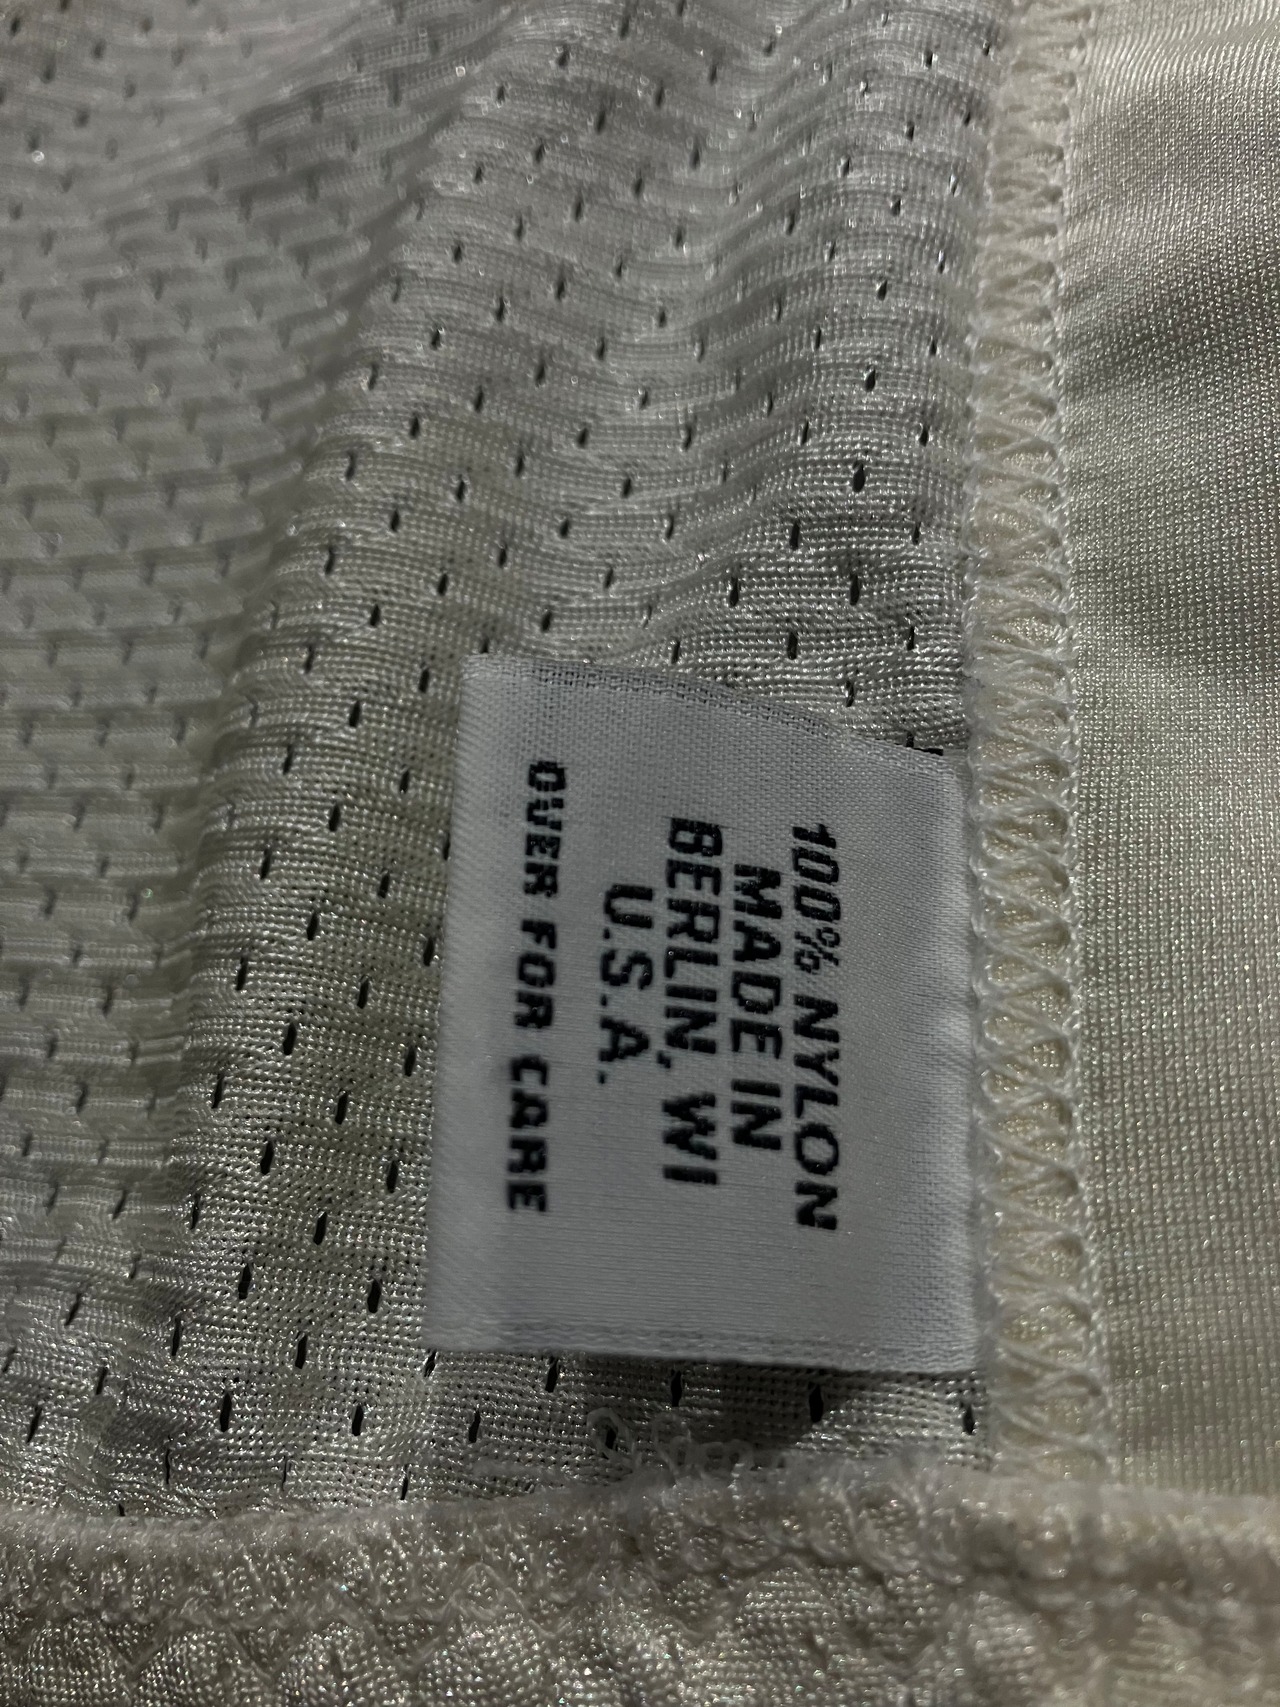 100% NYLON
MADE IN
BERLIN, WI
U.S.A.
OVER FOR CARE